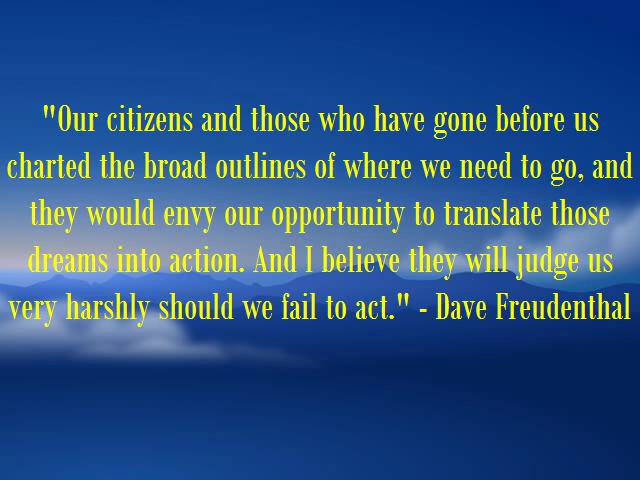 "Our citizens and those who have gone before us
charted the broad outlines of where we need to go, and
they would envy our opportunity to translate those
dreams into action. And I believe they will judge us
very harshly should we fail to act." - Dave Freudenthal